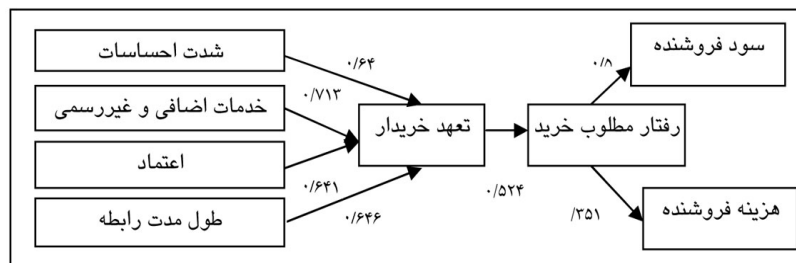 شدت احساسات
خدمات اضافی و غیررسمی
اعتماد
طول مدت رابطه
۰/۶۴
۰/۷۱۳
۰/۶۴۱
۰/۶۴۶
تعهد خریدار
۰/۵۲۴
رفتار مطلوب خرید
۰/۸
/۳۵۱
سود فروشنده
هزینه فروشنده